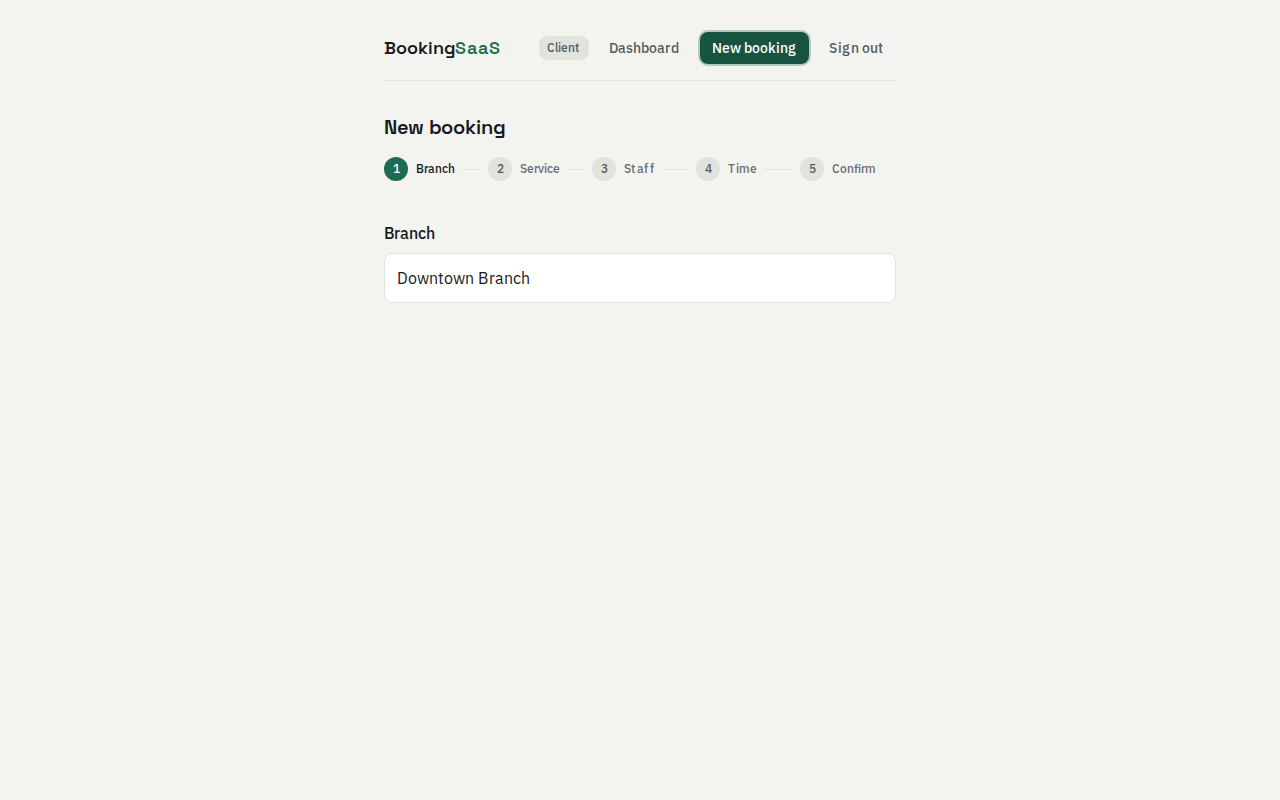 BookingSaaS Client Dashboard New booking Sign out
New booking
1 Branch 2 Service 3 Staff 4 Time 5 Confirm
Branch
Downtown Branch